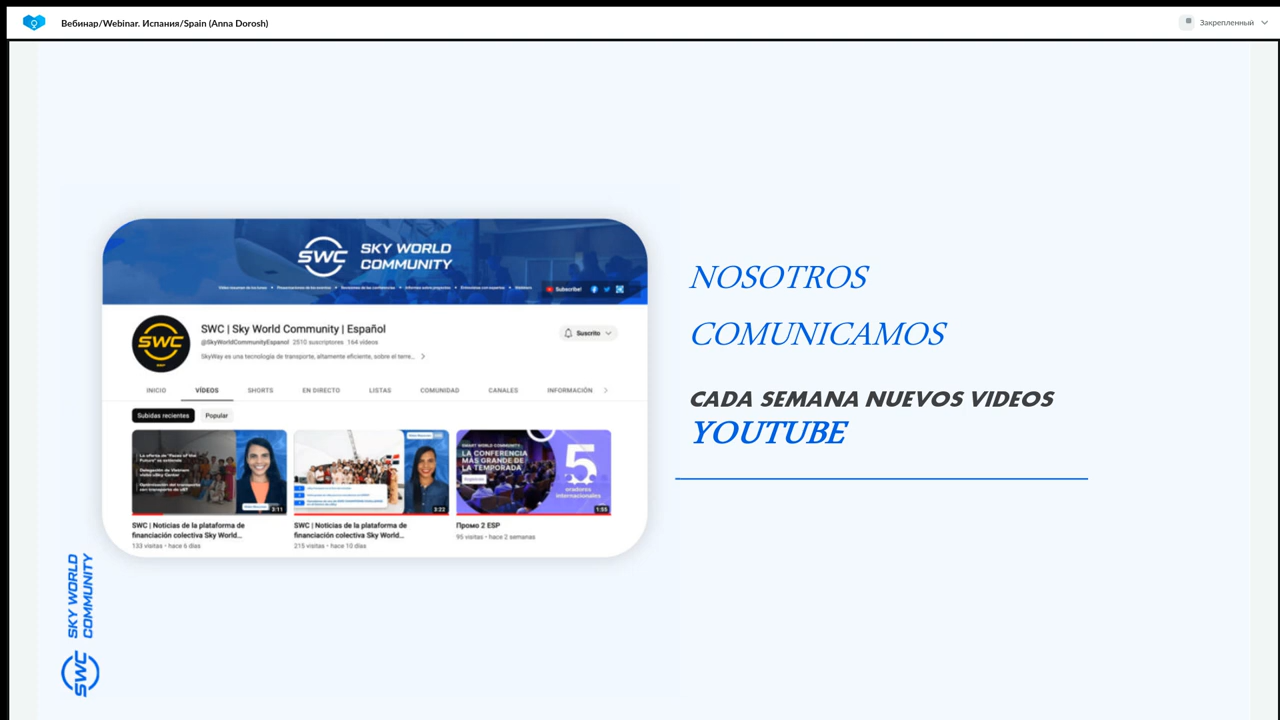 Вебинар/Webinar. Испания/Spain (Anna Dorosh)
Закрепленный
SWC SKY WORLD
COMMUNITY
Subscribe!
SWC
SWC | Sky World Community | Español
@SkyWorldCommunityEspanol 2510 suscriptores 164 vídeos
SkyWay es una tecnología de transporte, altamente eficiente, sobre el terre...
Suscrito
INICIO VÍDEOS SHORTS EN DIRECTO LISTAS COMUNIDAD CANALES INFORMACIÓN
Subidas recientes Popular
3:11
3:22
LA CONFERENCIA
MÁS GRANDE DE
LA TEMPORADA
5
oradores
internacionales
1:55
SWC | Noticias de la plataforma de
financiación colectiva Sky World...
133 visitas • hace 6 días
SWC | Noticias de la plataforma de
financiación colectiva Sky World...
215 visitas • hace 10 días
Промо 2 ESP
95 visitas • hace 2 semanas
NOSOTROS
COMUNICAMOS
CADA SEMANA NUEVOS VIDEOS
YOUTUBE
SWC SKY WORLD
COMMUNITY